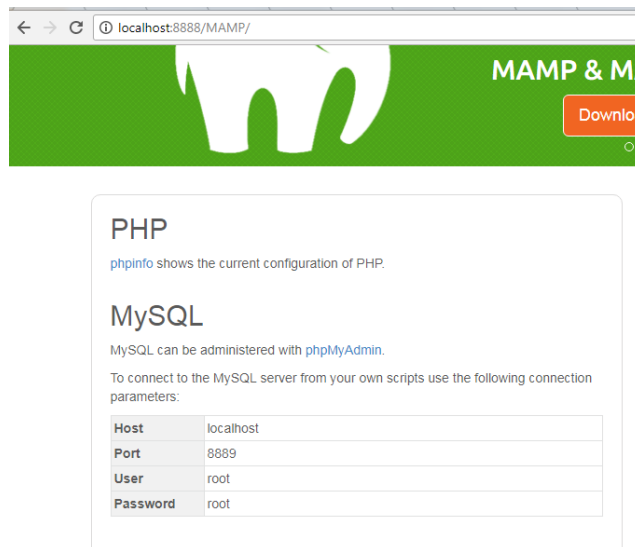 localhost:8888/MAMP/
MAMP & M
Downlo
PHP
phpinfo shows the current configuration of PHP.
MySQL
MySQL can be administered with phpMyAdmin.
To connect to the MySQL server from your own scripts use the following connection
parameters:
Host localhost
Port 8889
User root
Password root